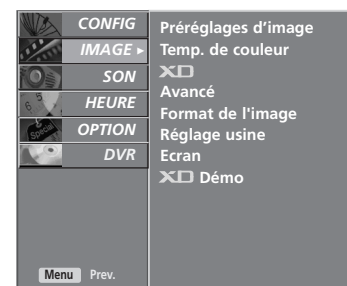 CONFIG
IMAGE ▸
SON
HEURE
OPTION
DVR
Préréglages d’image
Temp. de couleur
XD
Avancé
Format de l'image
Réglage usine
Ecran
XD Démo
Menu Prev.